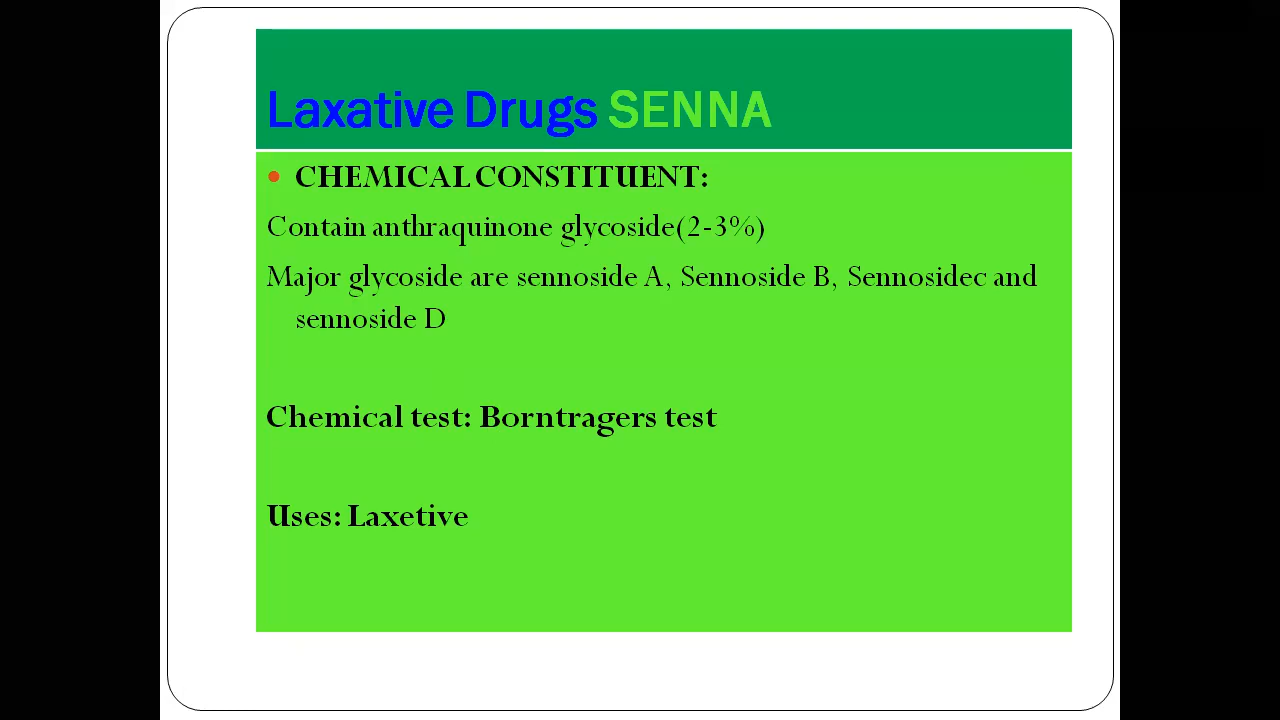 Laxative Drugs SENNA
• CHEMICAL CONSTITUENT:
Contain anthraquinone glycoside(2-3%)
Major glycoside are sennoside A, Sennoside B, Sennosidec and
sennoside D
Chemical test: Borntragers test
Uses: Laxetive